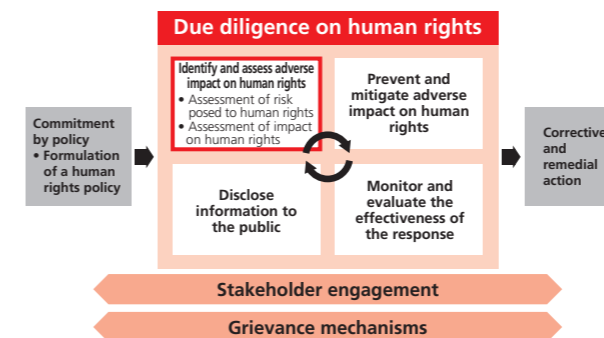 Due diligence on human rights
Commitment
by policy
• Formulation
of a human
rights policy
Identify and assess adverse
impact on human rights
• Assessment of risk
posed to human rights
• Assessment of impact
on human rights
Prevent and
mitigate adverse
impact on human
rights
Disclose
information to
the public
Monitor and
evaluate the
effectiveness of
the response
Corrective
and
remedial
action
Stakeholder engagement
Grievance mechanisms